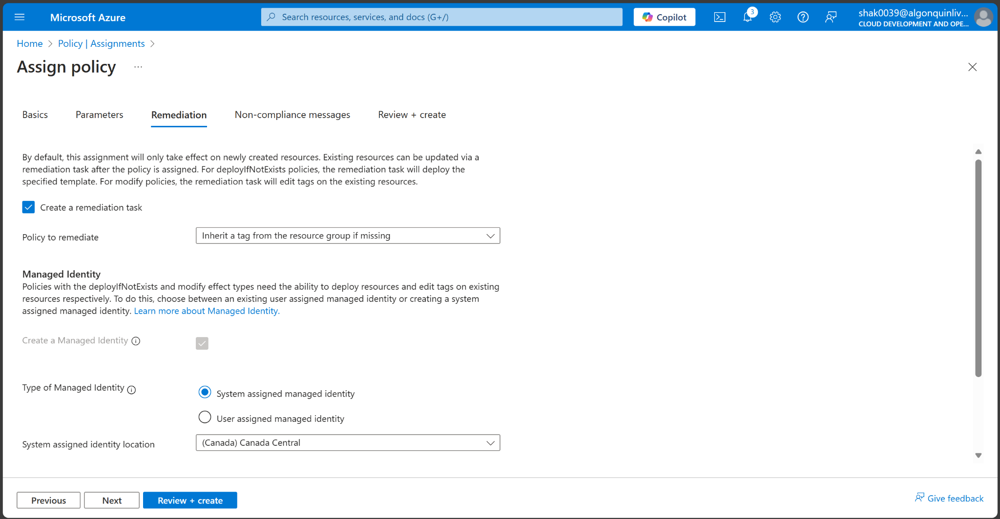 Microsoft Azure
Search resources, services, and docs (G+/)
Copilot
3
shak0039@algonquinliv...
CLOUD DEVELOPMENT AND OPE...
Home > Policy | Assignments >
Assign policy ...
Basics
Parameters
Remediation
Non-compliance messages
Review + create
By default, this assignment will only take effect on newly created resources. Existing resources can be updated via a
remediation task after the policy is assigned. For deployIfNotExists policies, the remediation task will deploy the
specified template. For modify policies, the remediation task will edit tags on the existing resources.
Create a remediation task
Policy to remediate
Inherit a tag from the resource group if missing
Managed Identity
Policies with the deployIfNotExists and modify effect types need the ability to deploy resources and edit tags on existing
resources respectively. To do this, choose between an existing user assigned managed identity or creating a system
assigned managed identity. Learn more about Managed Identity.
Create a Managed Identity
Type of Managed Identity
System assigned managed identity
User assigned managed identity
System assigned identity location
(Canada) Canada Central
Previous
Next
Review + create
Give feedback